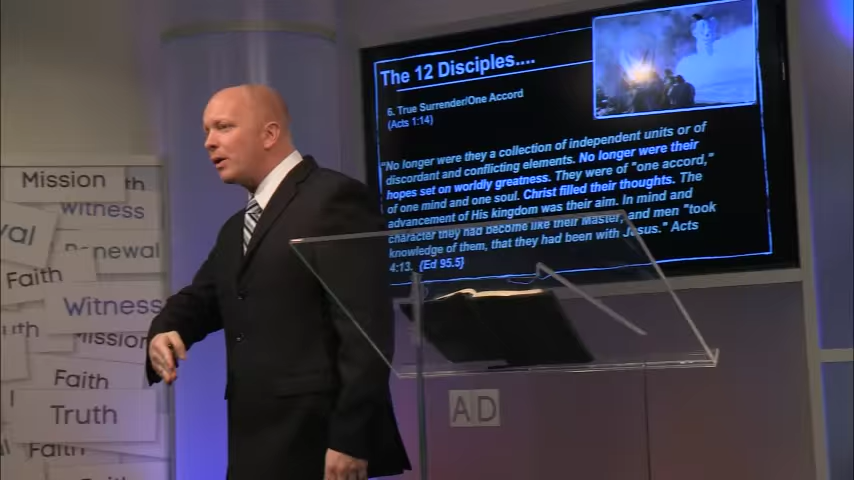 The 12 Disciples....
6. True Surrender/One Accord
(Acts 1:14)
"No longer were they a collection of independent units or of
discordant and conflicting elements. No longer were their
hopes set on worldly greatness. They were of "one accord,"
of one mind and one soul. Christ filled their thoughts. The
advancement of His kingdom was their aim. In mind and
character they had become like their Master, and men "took
knowledge of them, that they had been with Jesus." Acts
4:13. {Ed 95.5}
MISSION
th
Witness
al
Renewal
FAITH
Witness
uth
Mission
FAITH
TRUTH
Faith
AD